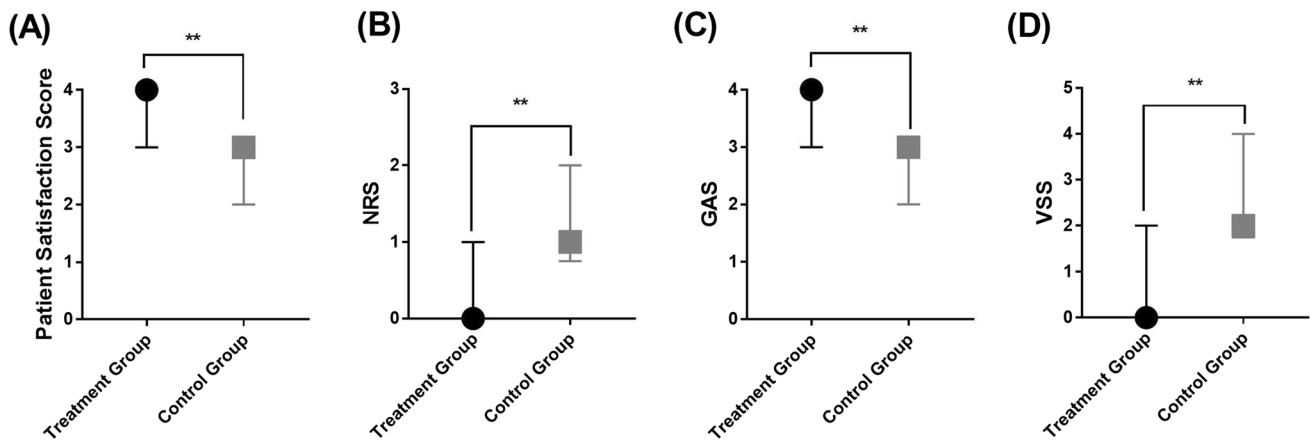 (A)
**
Patient Satisfaction Score
4
3
2
1
0
Treatment Group
Control Group
(B)
**
NRS
3
2
1
0
Treatment Group
Control Group
(C)
**
GAS
4
3
2
1
0
Treatment Group
Control Group
(D)
**
VSS
5
4
3
2
1
0
Treatment Group
Control Group